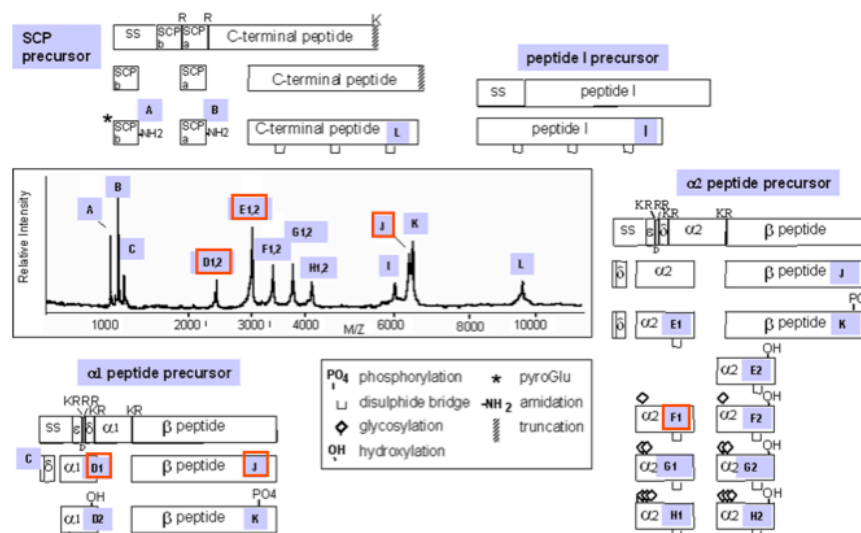 SCP precursor
R R K
SS SCP b SCP a C-terminal peptide
SCP b SCP a C-terminal peptide
* A B
SCP b -NH2 SCP a -NH2 C-terminal peptide L
peptide I precursor
SS peptide I
peptide I I
Relative Intensity
A B C D1,2 E1,2 F1,2 G1,2 H1,2 I J K L
1000 2000 3000 4000 6000 8000 10000
M/Z
α2 peptide precursor
KRRR
KR KR
SS ε δ α2 β peptide
δ α2 β peptide J
PO
δ α2 E1 β peptide K
OH
α2 E2
OH
α2 F1 α2 F2
OH
α2 G1 α2 G2
OH
α2 H1 α2 H2
α1 peptide precursor
KRRR
KR KR
SS ε δ α1 β peptide
D
C δ α1 D1 β peptide J
OH PO4
α1 D2 β peptide K
PO4 phosphorylation
disulphide bridge
glycosylation
OH hydroxylation
* pyroGlu
-NH2 amidation
truncation